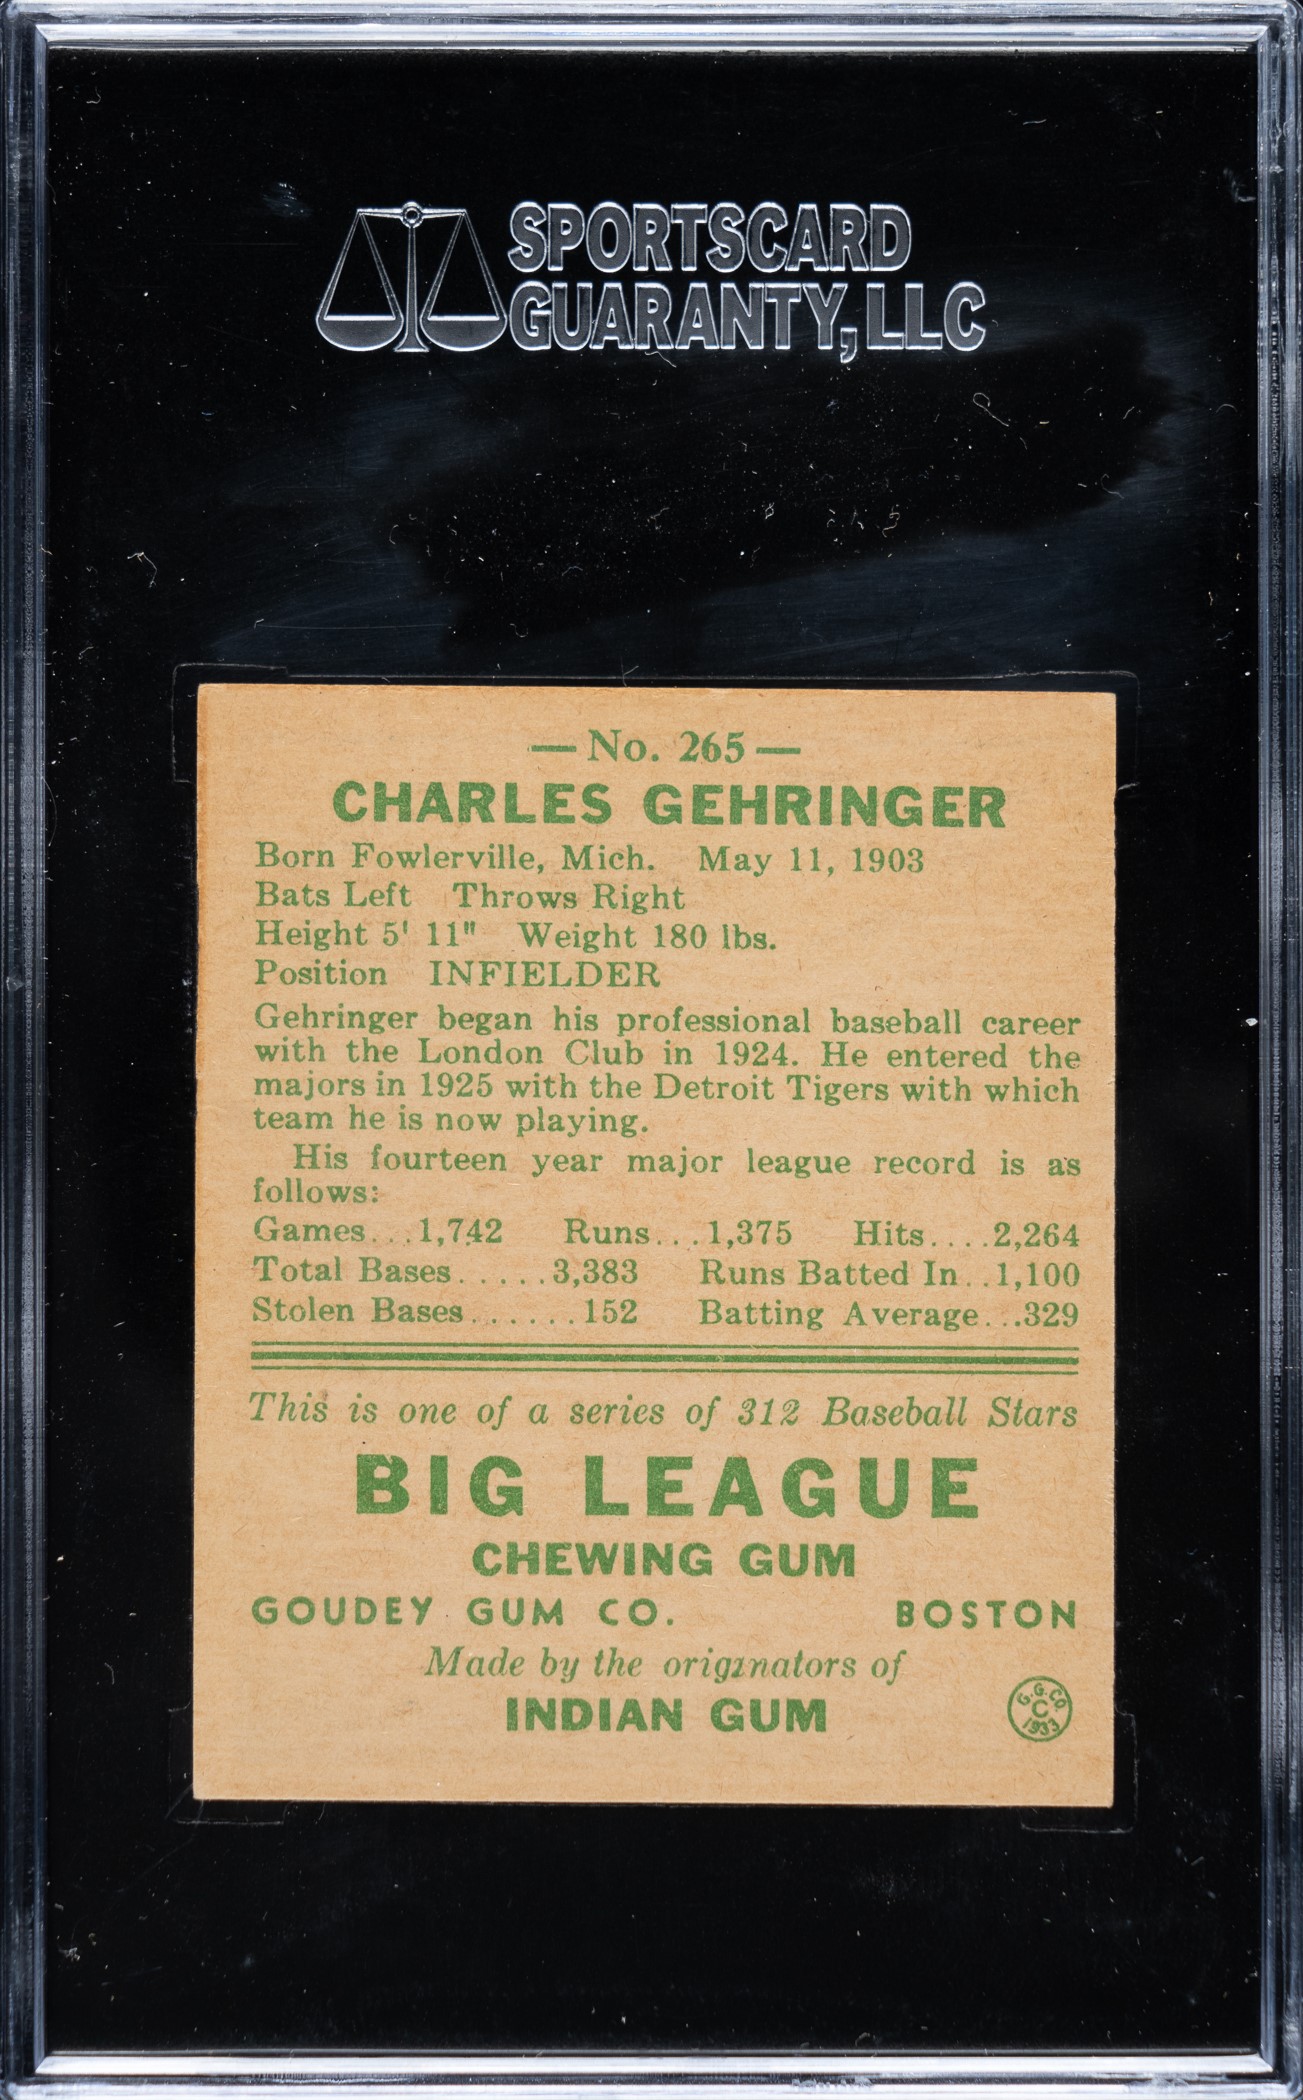 SPORTSCARD
GUARANTY, LLC
— No. 265 —
CHARLES GEHRINGER
Born Fowlerville, Mich. May 11, 1903
Bats Left Throws Right
Height 5' 11" Weight 180 lbs.
Position INFIELDER
Gehringer began his professional baseball career
with the London Club in 1924. He entered the
majors in 1925 with the Detroit Tigers with which
team he is now playing.
His fourteen year major league record is as
follows:
Games...1,742 Runs...1,375 Hits....2,264
Total Bases.....3,383 Runs Batted In..1,100
Stolen Bases......152 Batting Average...329
This is one of a series of 312 Baseball Stars
BIG LEAGUE
CHEWING GUM
GOUDEY GUM CO. BOSTON
Made by the originators of
INDIAN GUM
G.G.CO
C
1933